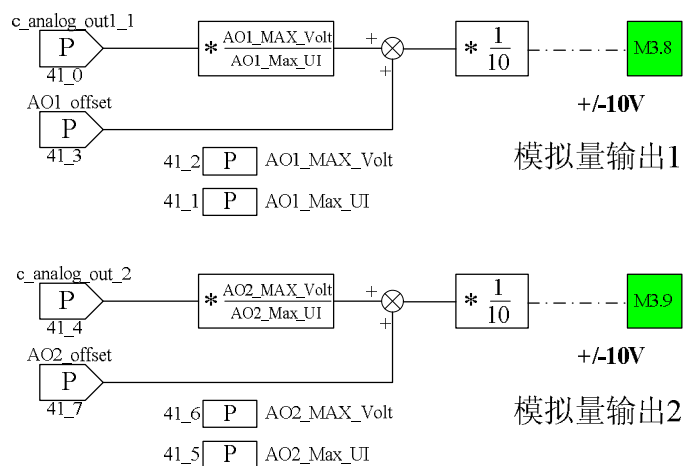 c_analog_out1_1
P
41_0
* AO1_MAX_Volt
AO1_Max_UI
+
+
* 1
10
M3.8
+/-10V
模拟量输出1
AO1_offset
P
41_3
41_2 P AO1_MAX_Volt
41_1 P AO1_Max_UI
c_analog_out_2
P
41_4
* AO2_MAX_Volt
AO2_Max_UI
+
+
* 1
10
M3.9
+/-10V
模拟量输出2
AO2_offset
P
41_7
41_6 P AO2_MAX_Volt
41_5 P AO2_Max_UI